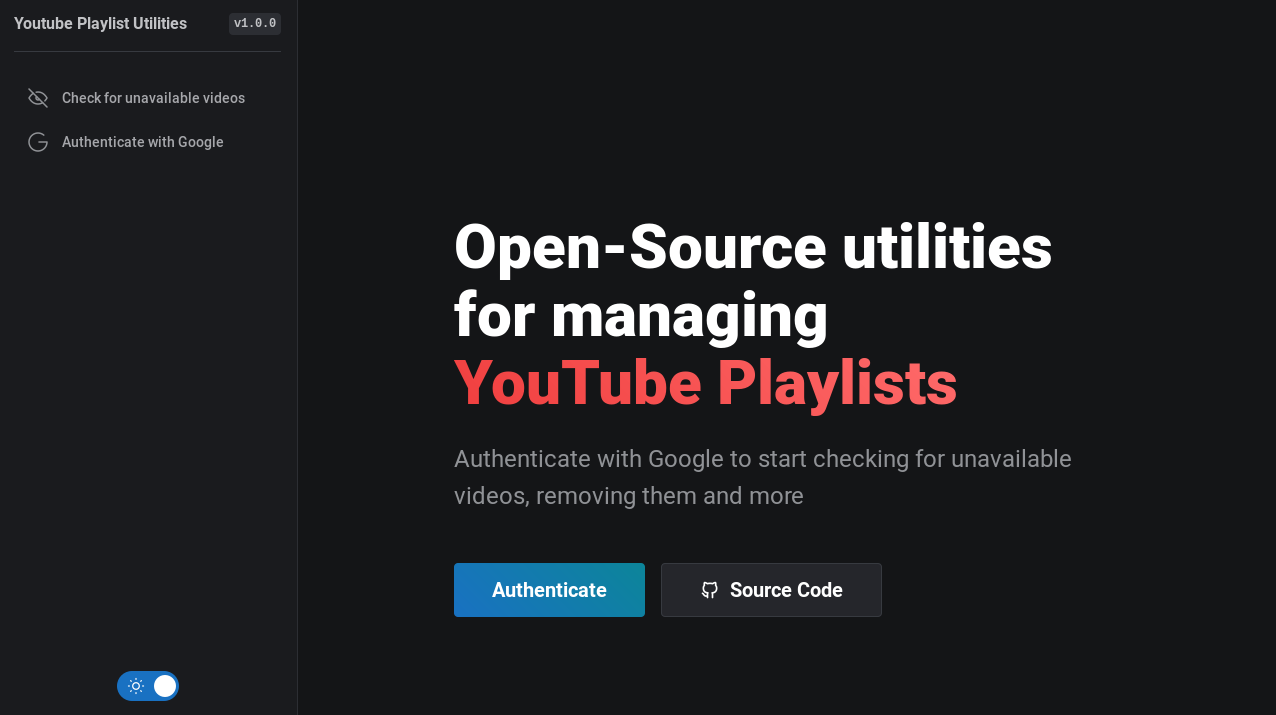 Youtube Playlist Utilities
v1.0.0
Check for unavailable videos
Authenticate with Google
Open-Source utilities
for managing
YouTube Playlists
Authenticate with Google to start checking for unavailable
videos, removing them and more
Authenticate
Source Code